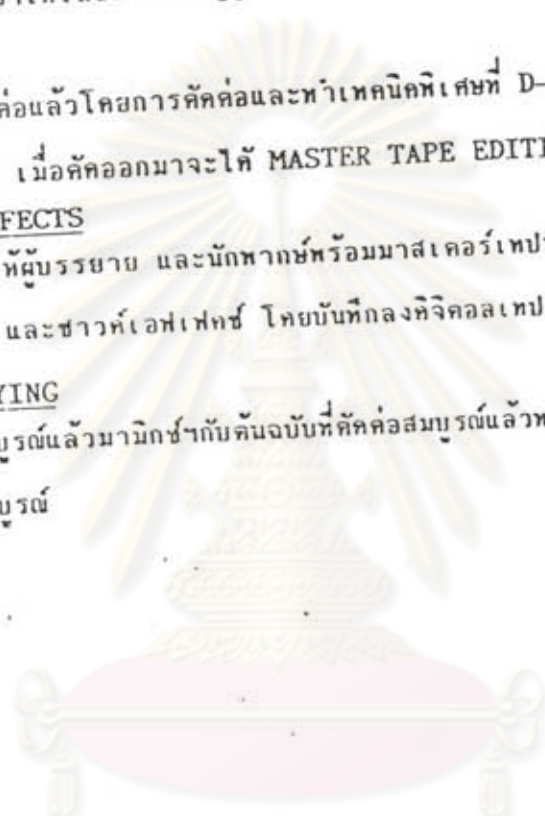 ต่อแล้วโดยการตัดต่อและทำเทคนิคพิเศษที่ D-
เมื่อตัดออกมาจะได้ MASTER TAPE EDITI
FECTS
ห้ผู้บรรยาย และนักพากษ์พร้อมมาสเตอร์เทป
และซาวท์เอฟเฟคซ์ โดยบันทึกลงดิจิตอลเทป
YING
บูรณ์แล้วมามิกซ์ฯกับต้นฉบับที่ตัดต่อสมบูรณ์แล้วท
บูรณ์